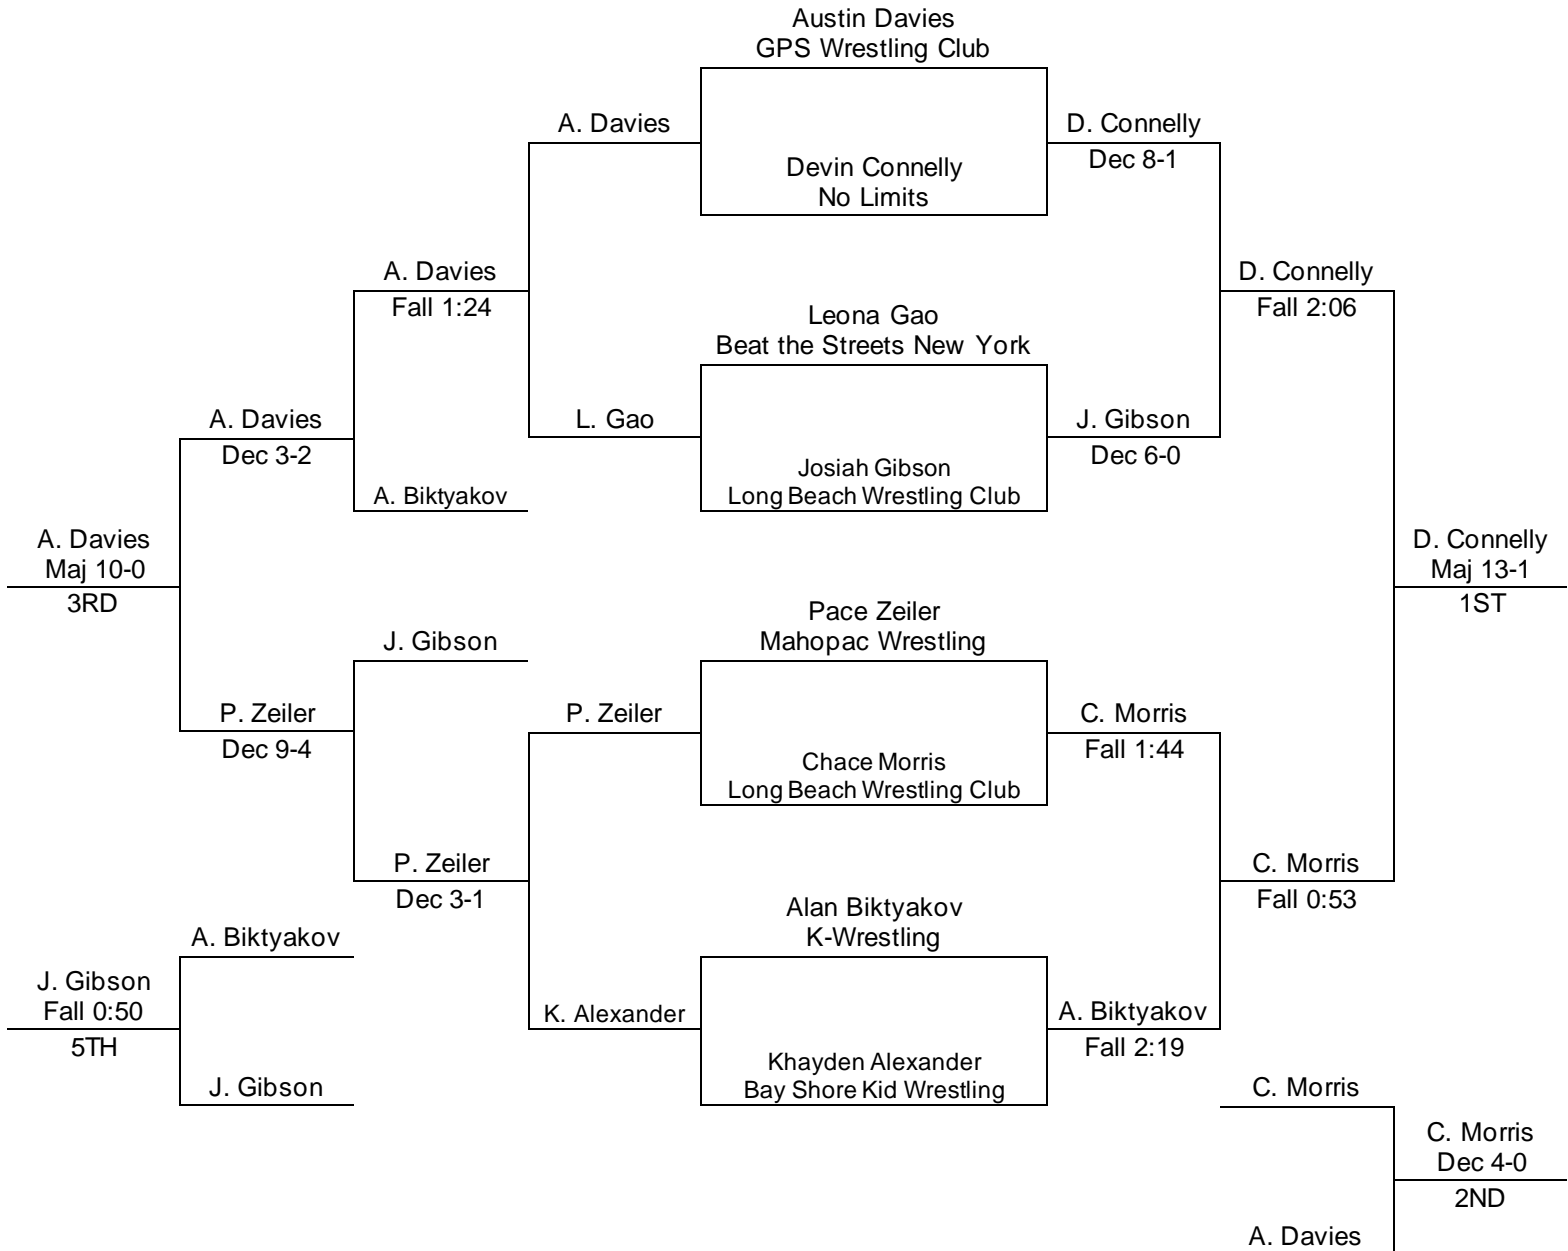 Austin Davies
GPS Wrestling Club
A. Davies
D. Connelly
Dec 8-1
Devin Connelly
No Limits
A. Davies
Fall 1:24
D. Connelly
Fall 2:06
Leona Gao
Beat the Streets New York
A. Davies
Dec 3-2
L. Gao
J. Gibson
Dec 6-0
Josiah Gibson
Long Beach Wrestling Club
A. Biktyakov
A. Davies
Maj 10-0
3RD
D. Connelly
Maj 13-1
1ST
Pace Zeiler
Mahopac Wrestling
J. Gibson
P. Zeiler
Dec 9-4
P. Zeiler
C. Morris
Fall 1:44
Chace Morris
Long Beach Wrestling Club
P. Zeiler
Dec 3-1
C. Morris
Fall 0:53
Alan Biktyakov
K-Wrestling
A. Biktyakov
J. Gibson
Fall 0:50
5TH
K. Alexander
A. Biktyakov
Fall 2:19
Khayden Alexander
Bay Shore Kid Wrestling
J. Gibson
C. Morris
C. Morris
Dec 4-0
2ND
A. Davies